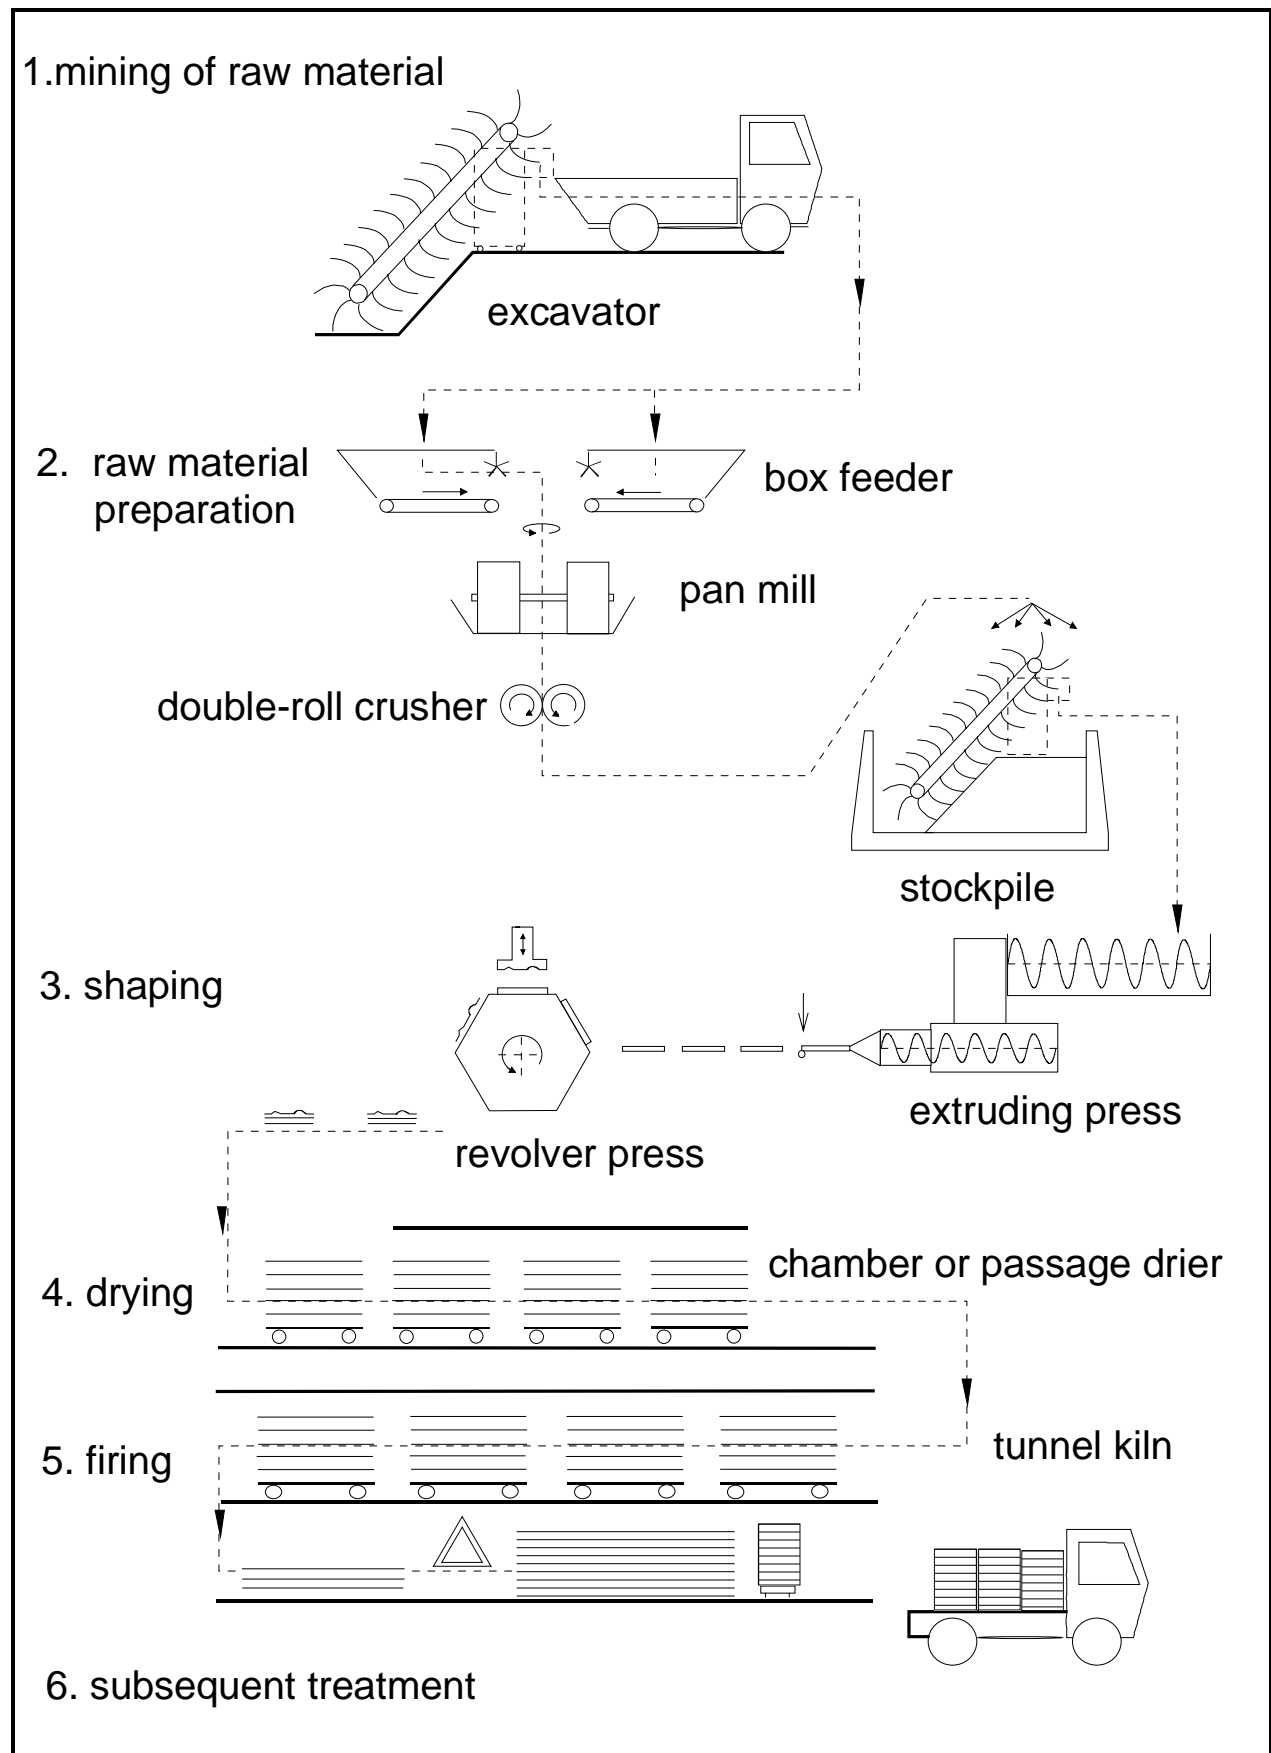 1.mining of raw material
excavator
2. raw material
preparation
box feeder
pan mill
double-roll crusher
stockpile
3. shaping
extruding press
revolver press
chamber or passage drier
4. drying
tunnel kiln
5. firing
6. subsequent treatment